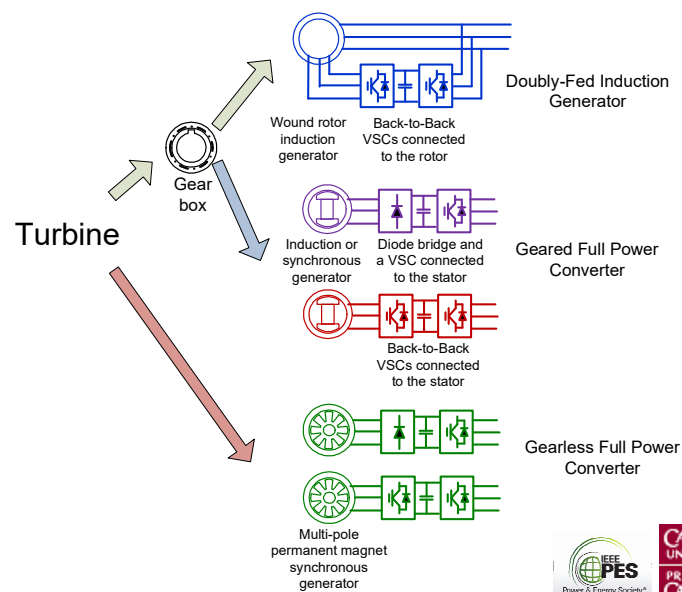 Doubly-Fed Induction
Generator
Wound rotor
induction
generator
Back-to-Back
VSCs connected
to the rotor
Gear
box
Turbine
Induction or
synchronous
generator
Diode bridge and
a VSC connected
to the stator
Geared Full Power
Converter
Back-to-Back
VSCs connected
to the stator
Gearless Full Power
Converter
Multi-pole
permanent magnet
synchronous
generator
IEEE
PES
Power & Energy Society®